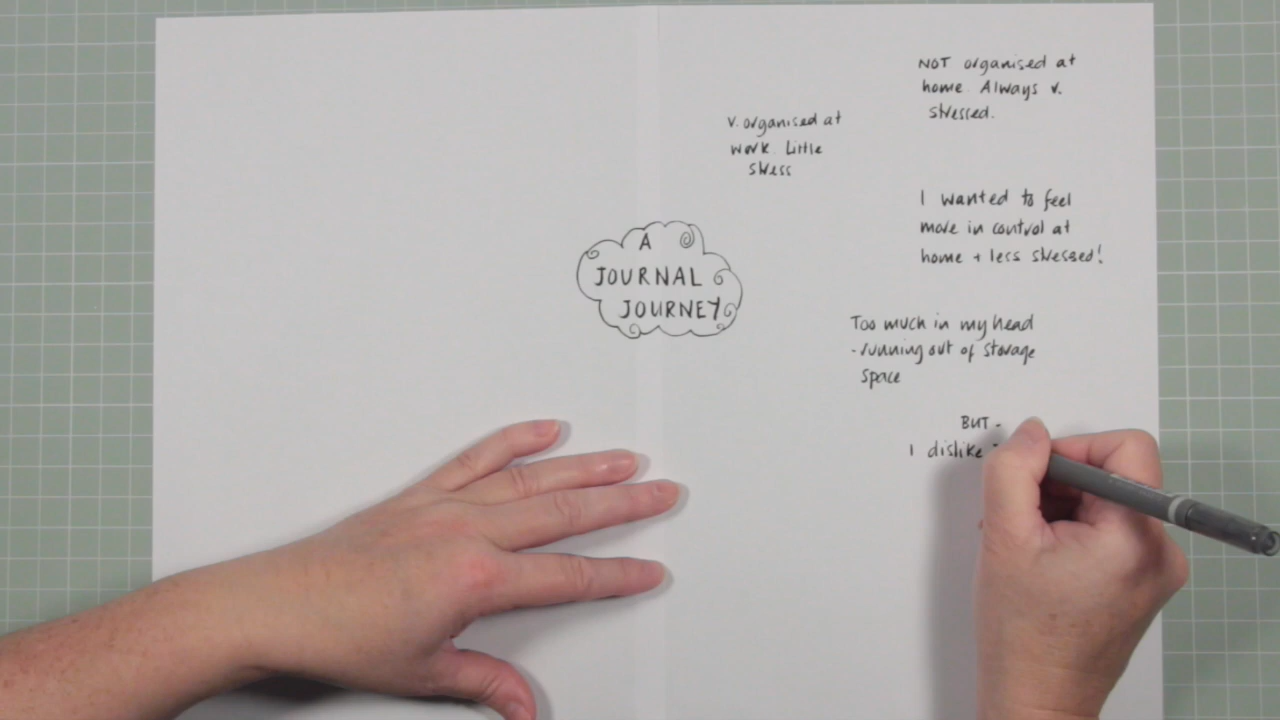 A
JOURNAL
JOURNEY
v. organised at
work. Little
stress
NOT organised at
home. Always v.
stressed.
I wanted to feel
more in control at
home + less stressed!
Too much in my head
- running out of storage
space
BUT -
I dislike